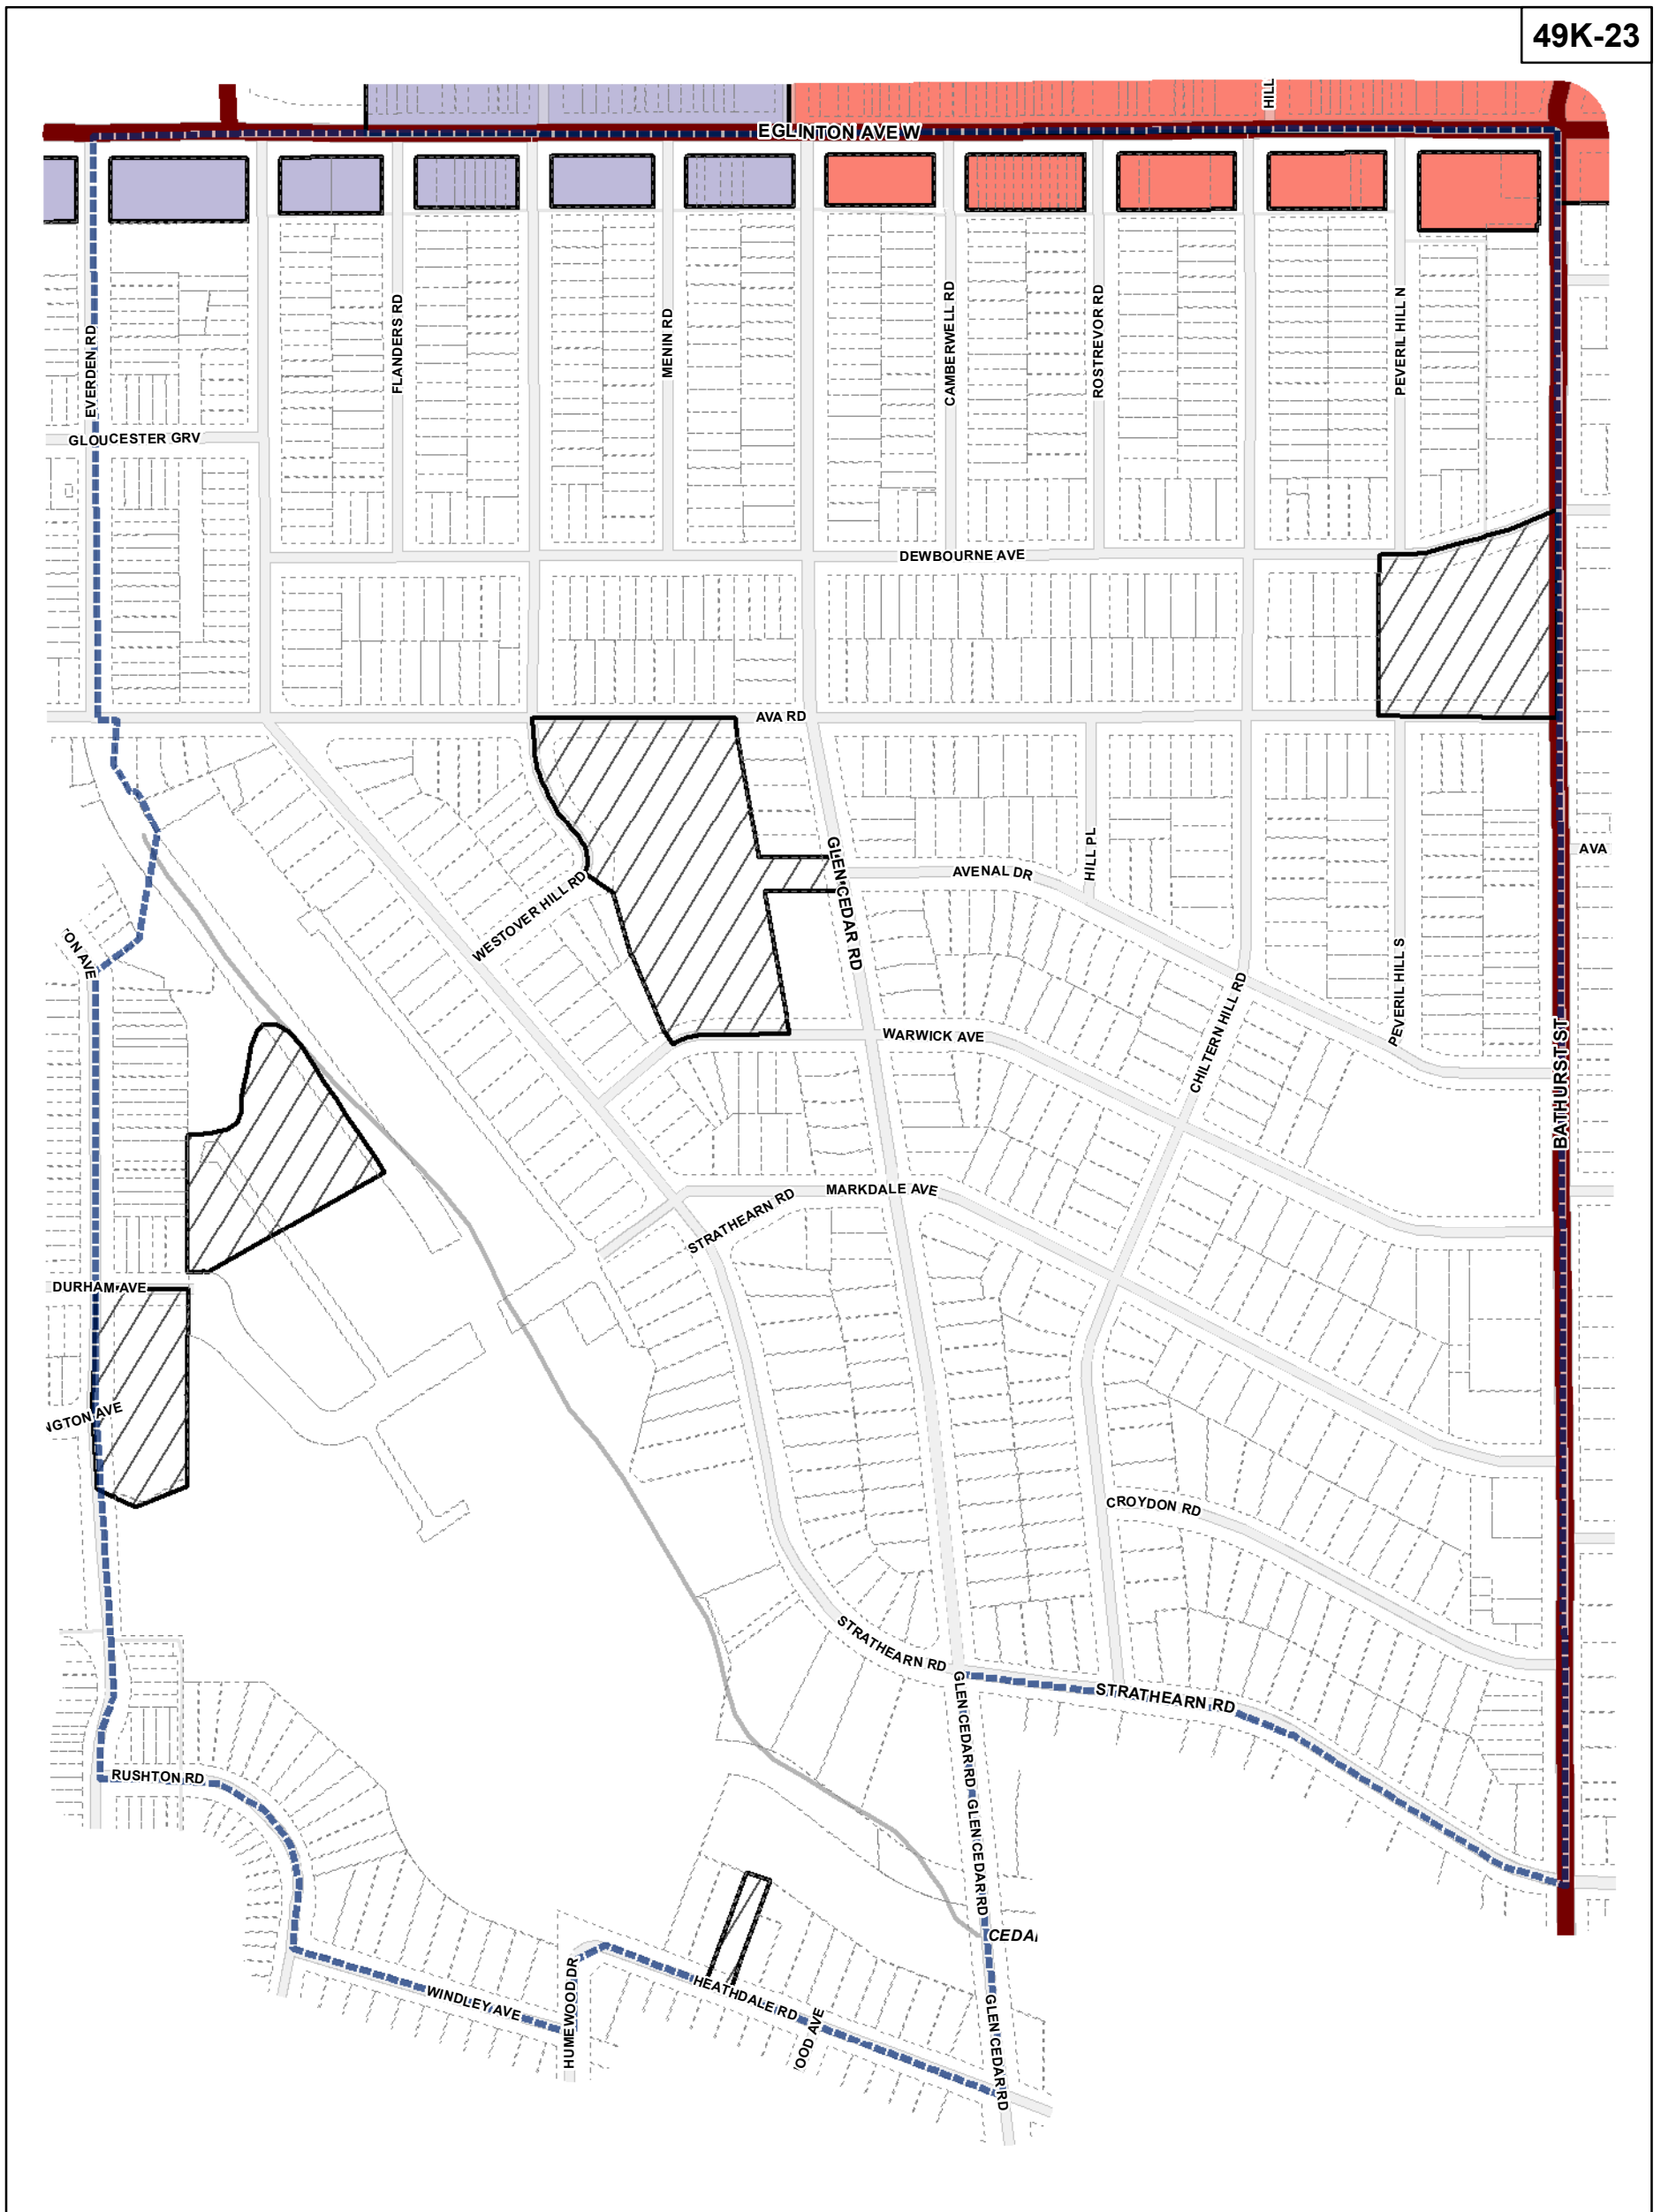 49K-23
HILL
EGLINTON AVE W
EVERDEN RD
FLANDERS RD
MENIN RD
CAMBERWELL RD
ROSTREVOR RD
PEVERIL HILL N
GLOUCESTER GRV
DEWBOURNE AVE
AVA RD
GLEN CEDAR RD
HILL PL
AVENAL DR
AVA
WESTOVER HILL RD
TON AVE
WARWICK AVE
CHILTERN HILL RD
PEVERIL HILL S
BATHURST ST
MARKDALE AVE
STRATHEARN RD
DURHAM AVE
NGTON AVE
CROYDON RD
STRATHEARN RD
GLEN CEDAR RD
STRATHEARN RD
RUSHTON RD
GLEN CEDAR RD
CEDA
WINDLEY AVE
HUMEWOOD DR
HEATHDALE RD
OOD AVE
GLEN CEDAR RD